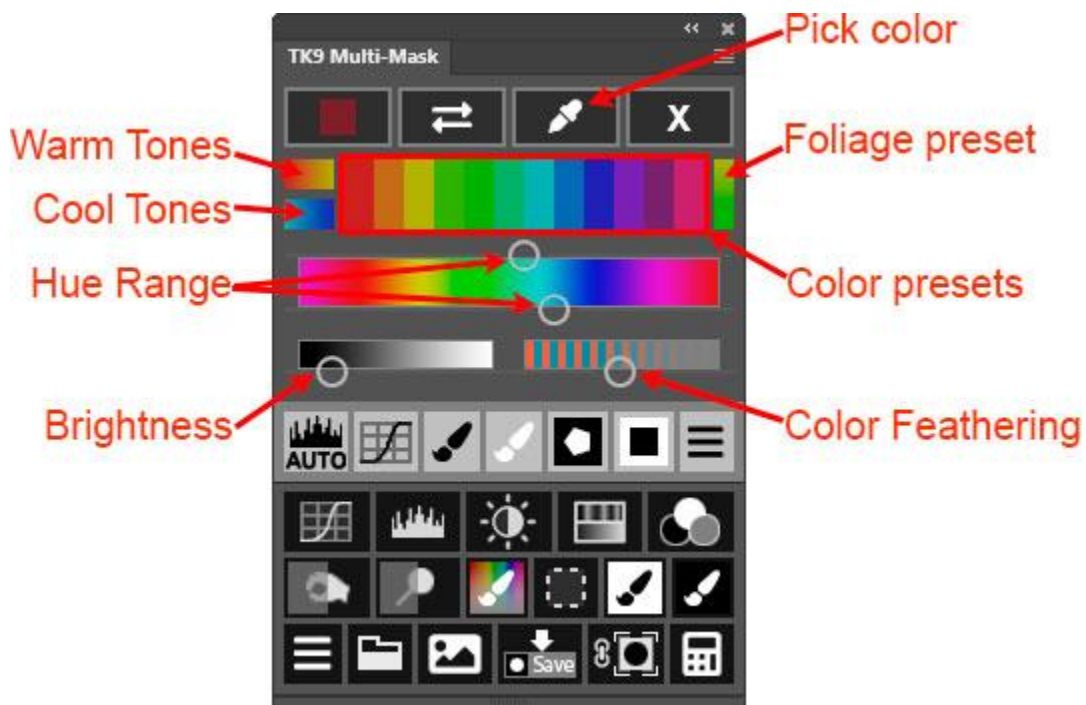 Pick color
TK9 Multi-Mask
X
Warm Tones
Foliage preset
Cool Tones
Hue Range
Color presets
Brightness
Color Feathering
AUTO
Save